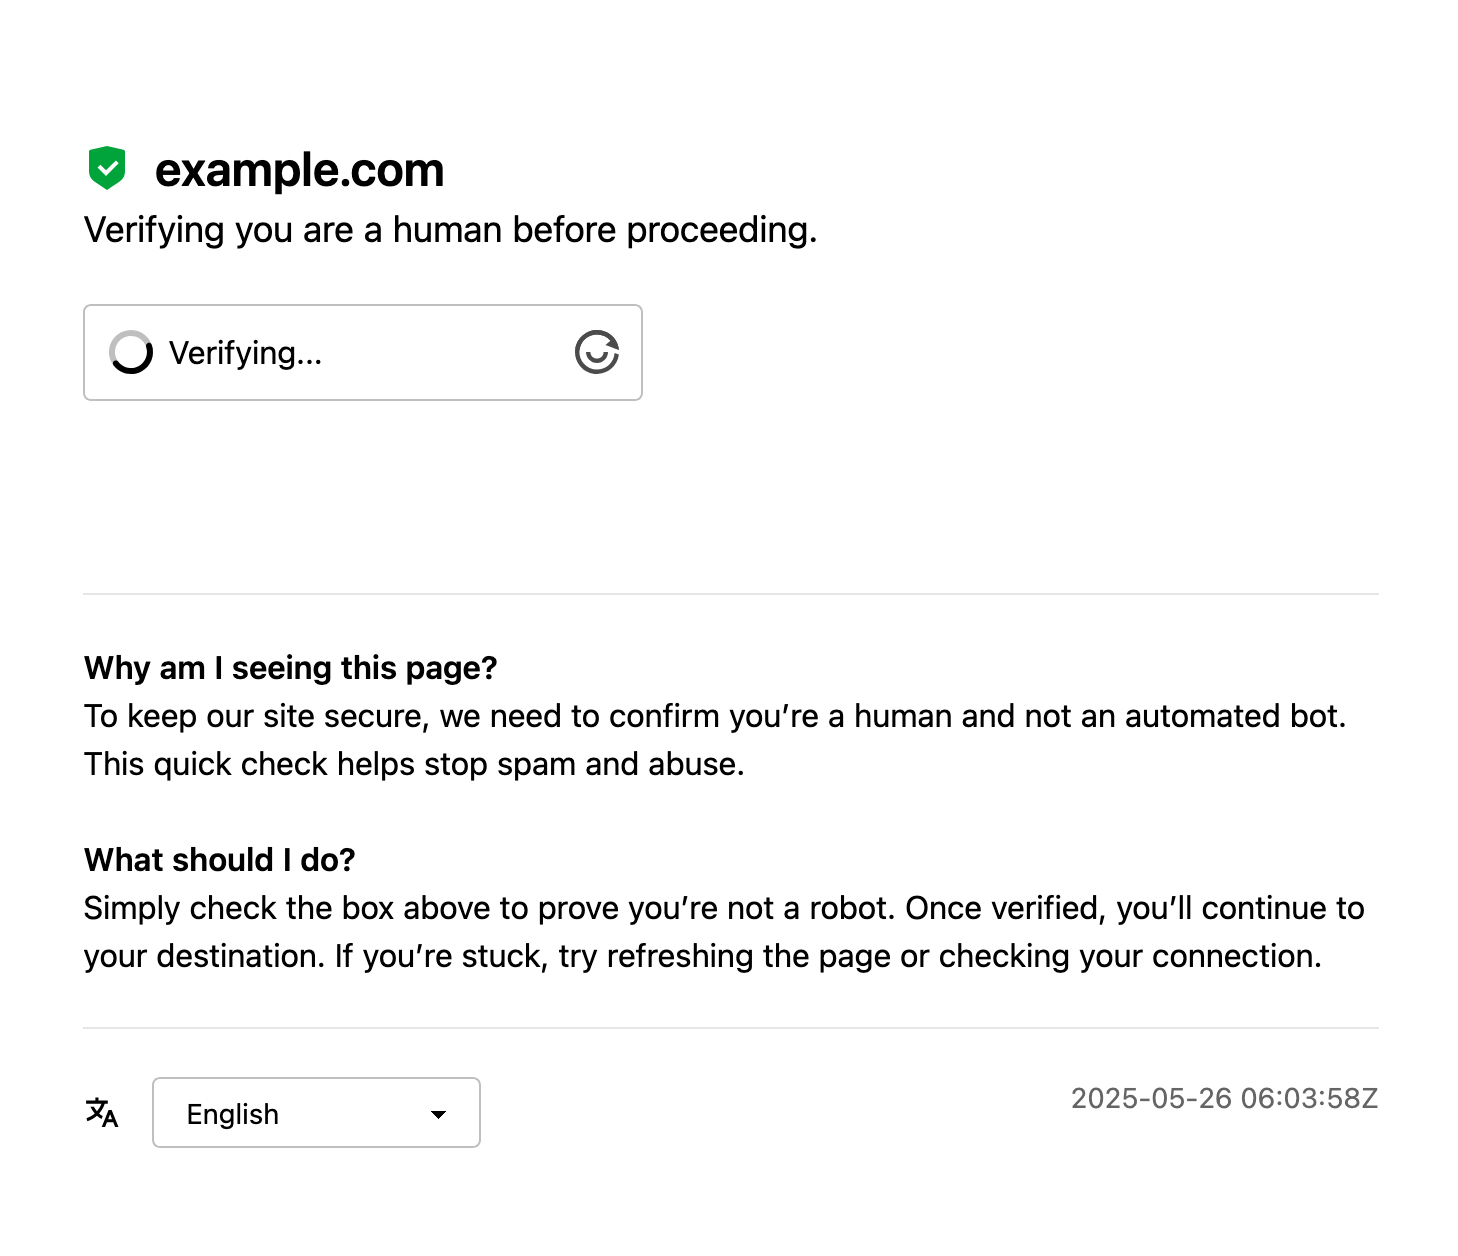 example.com
Verifying you are a human before proceeding.
Verifying...
Why am I seeing this page?
To keep our site secure, we need to confirm you’re a human and not an automated bot.
This quick check helps stop spam and abuse.
What should I do?
Simply check the box above to prove you’re not a robot. Once verified, you’ll continue to
your destination. If you’re stuck, try refreshing the page or checking your connection.
English
2025-05-26 06:03:58Z